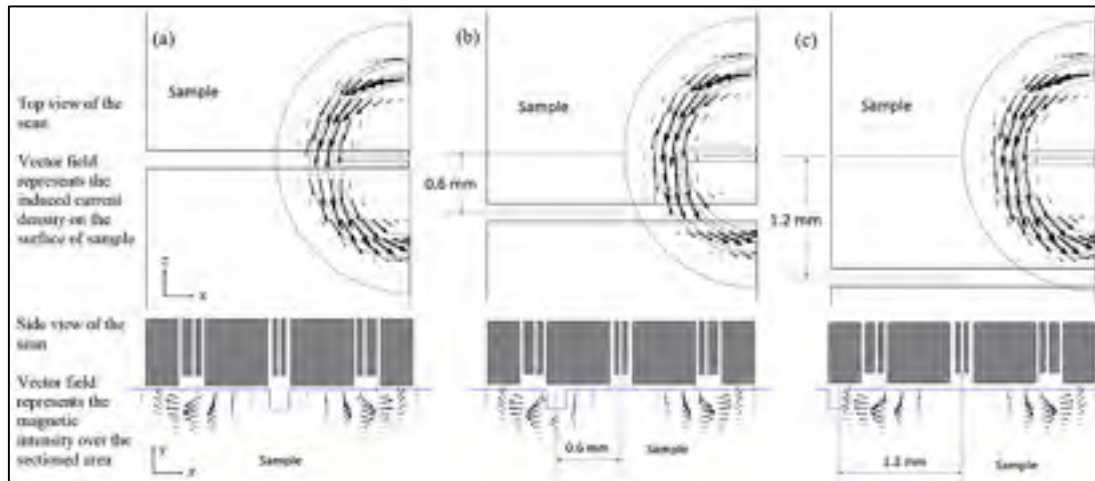 (a)
(b)
(c)
Sample
Sample
Sample
Top view of the
scan
Vector field
represents the
induced current
density on the
surface of sample
0.6 mm
1.2 mm
z
x
Side view of the
scan
Vector field
represents the
magnetic
intensity over the
sectioned area
Y
0.6 mm
1.2 mm
Sample
Sample
Sample